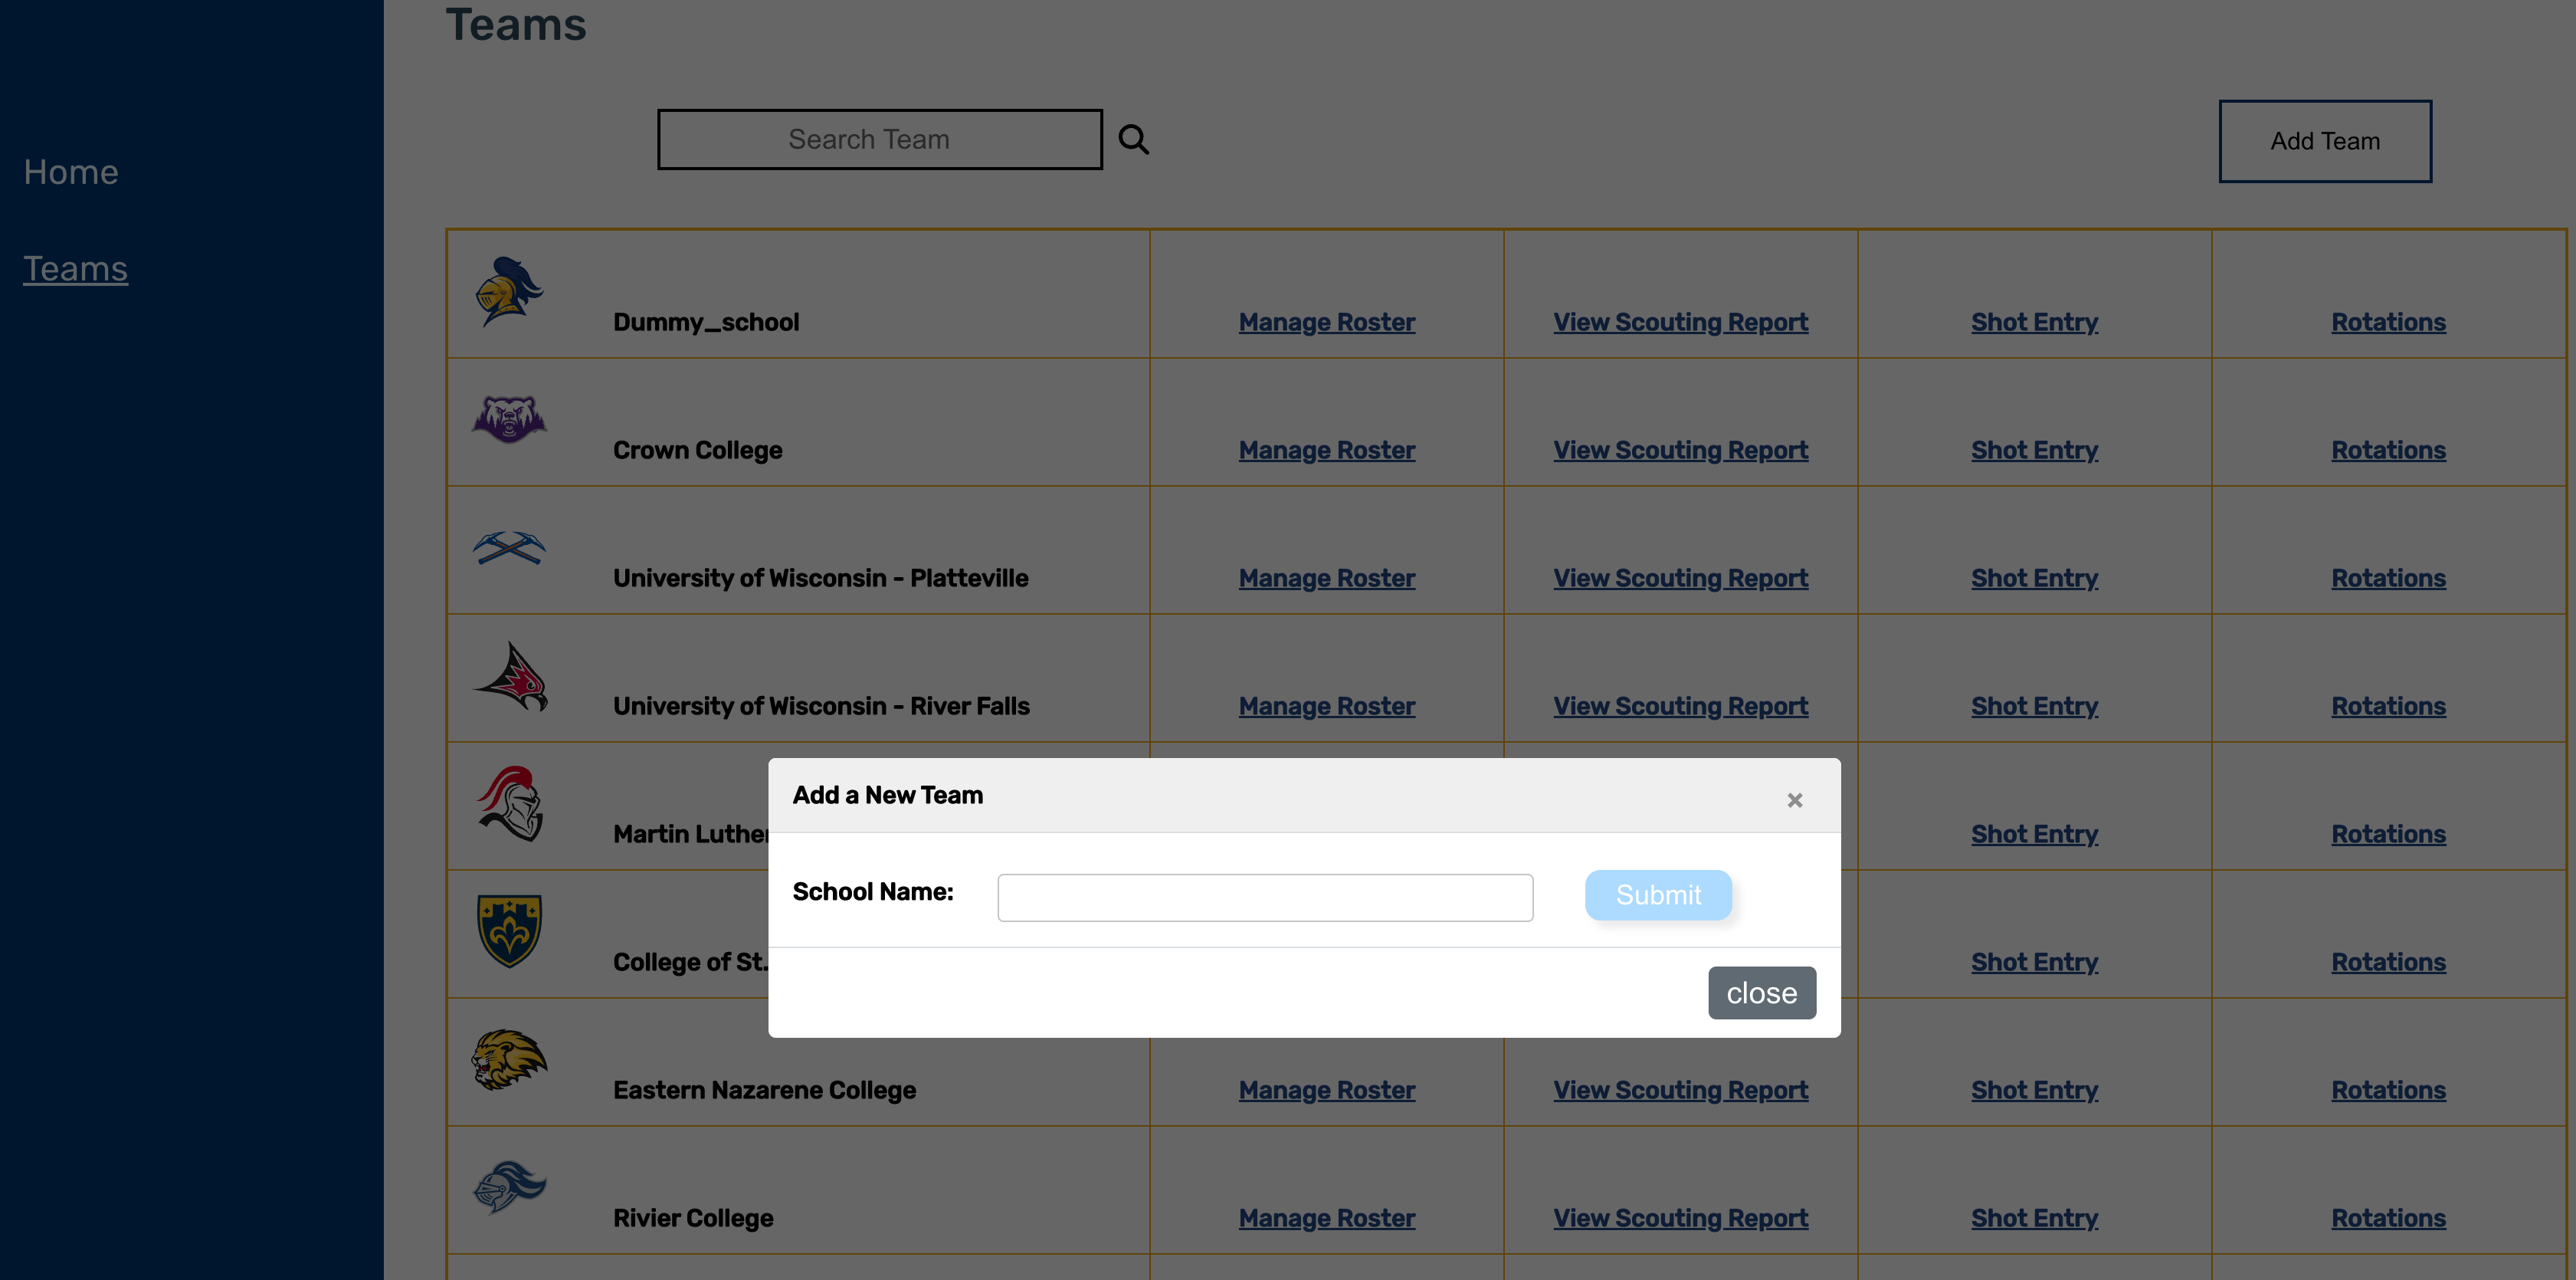 Teams
Home
Teams
Search Team
Add Team
Dummy_school Manage Roster View Scouting Report Shot Entry Rotations
Crown College Manage Roster View Scouting Report Shot Entry Rotations
University of Wisconsin - Platteville Manage Roster View Scouting Report Shot Entry Rotations
University of Wisconsin - River Falls Manage Roster View Scouting Report Shot Entry Rotations
Martin Luther Shot Entry Rotations
College of St. Shot Entry Rotations
Eastern Nazarene College Manage Roster View Scouting Report Shot Entry Rotations
Rivier College Manage Roster View Scouting Report Shot Entry Rotations
Add a New Team ×
School Name: Submit
close